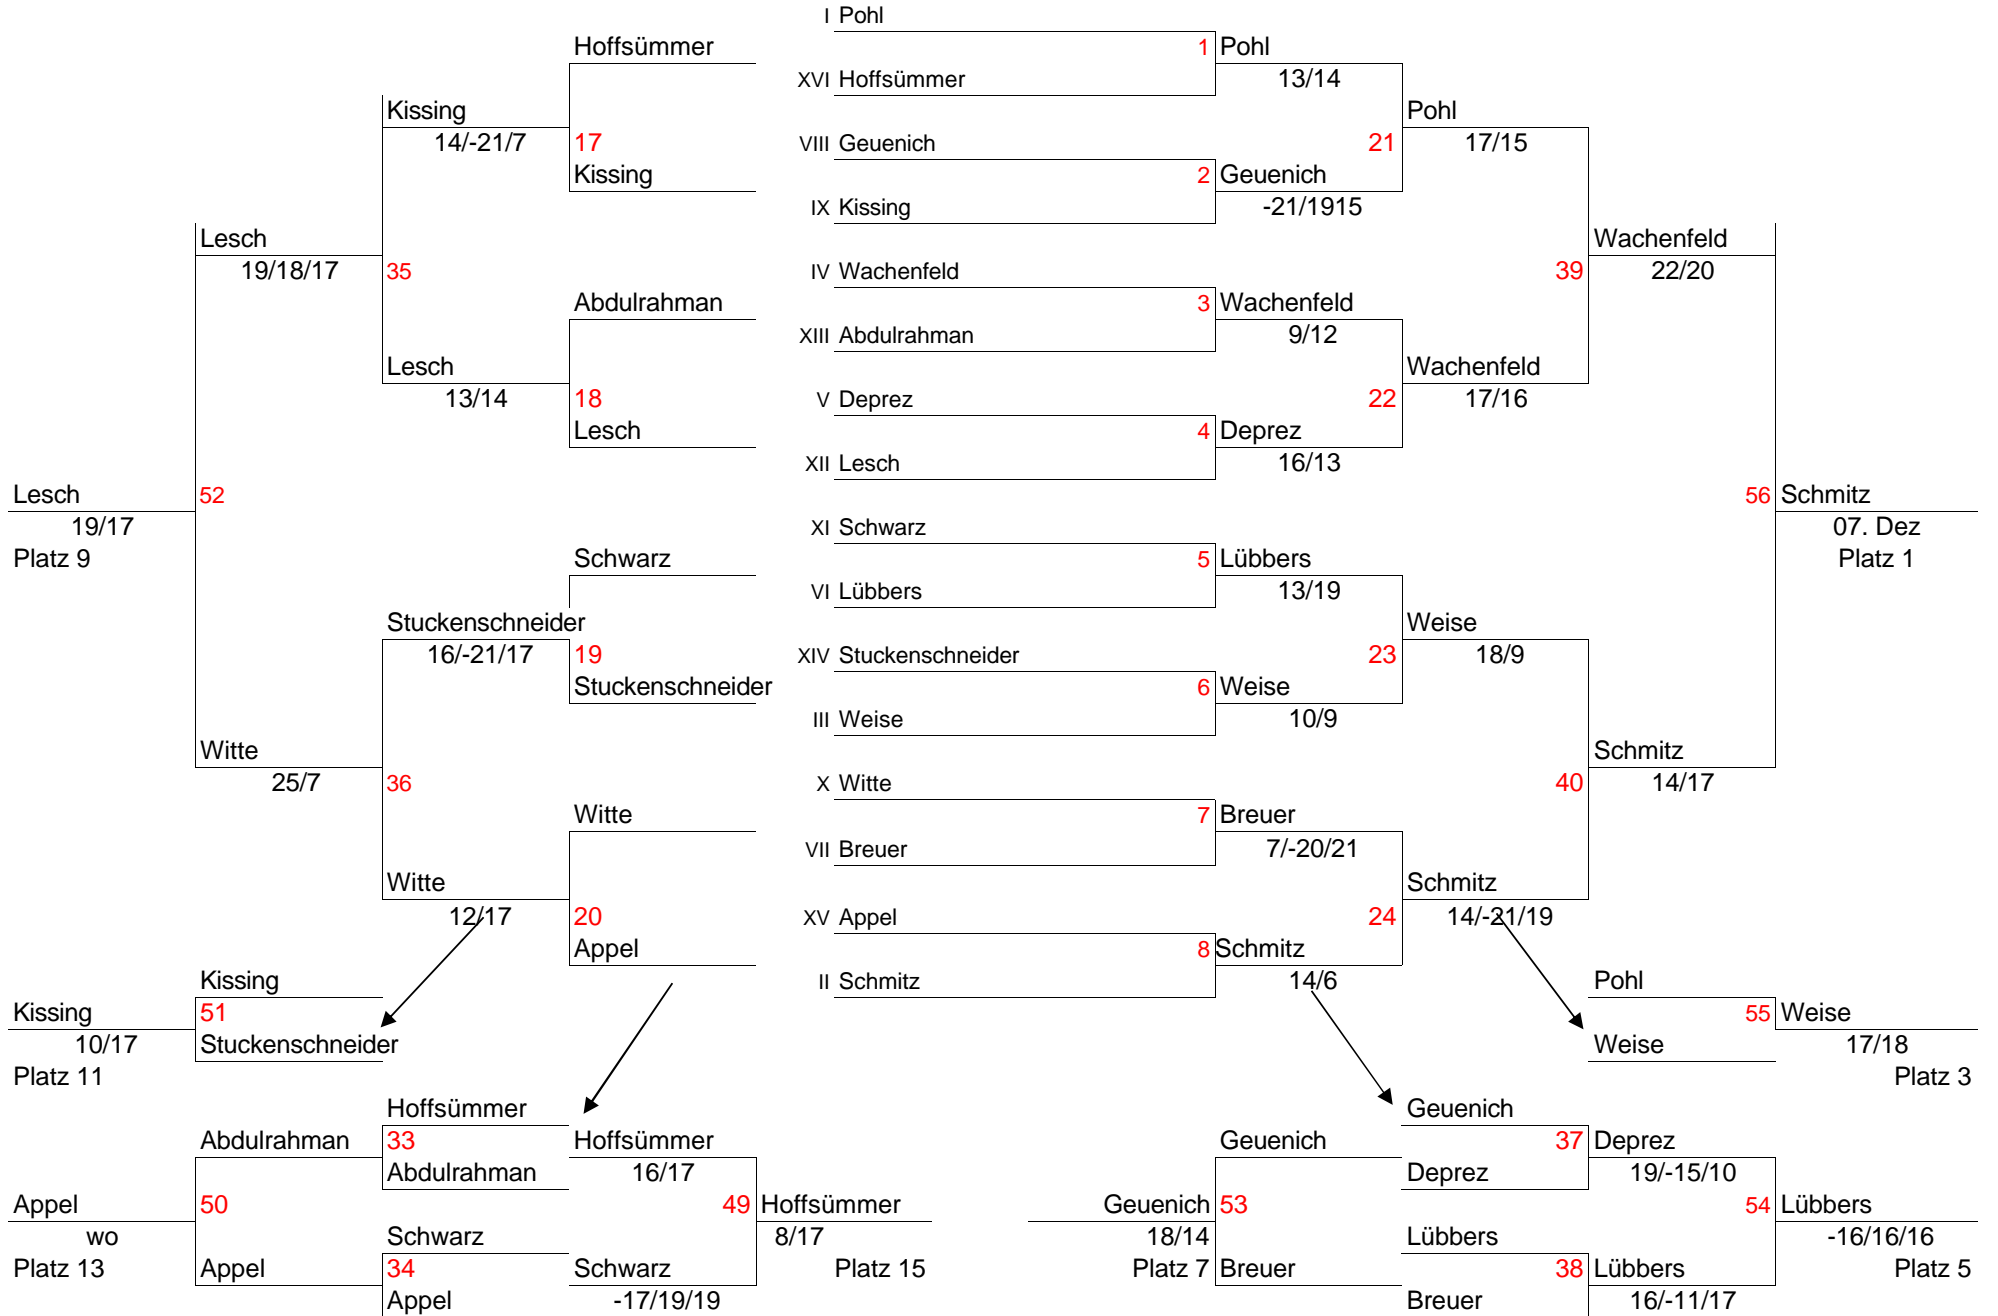 I Pohl
Hoffsümmer 1 Pohl
XVI Hoffsümmer 13/14
Kissing Pohl
14/-21/7 17 VIII Geuenich 21 17/15
Kissing 2 Geuenich
IX Kissing -21/1915
Lesch Wachenfeld
19/18/17 35 IV Wachenfeld 39 22/20
Abdulrahman 3 Wachenfeld
XIII Abdulrahman 9/12
Lesch Wachenfeld
13/14 18 V Deprez 22 17/16
Lesch 4 Deprez
XII Lesch 16/13
Lesch 52 56 Schmitz
19/17 XI Schwarz 07. Dez
Platz 9 Schwarz 5 Lübbers Platz 1
VI Lübbers 13/19
Stuckenschneider Weise
16/-21/17 19 XIV Stuckenschneider 23 18/9
Stuckenschneider 6 Weise
III Weise 10/9
Witte Schmitz
25/7 36 X Witte 40 14/17
Witte 7 Breuer
VII Breuer 7/-20/21
Witte Schmitz
12/17 20 XV Appel 24 14/-21/19
Appel 8 Schmitz
Kissing II Schmitz 14/6 Pohl
Kissing 51 55 Weise
10/17 Stuckenschneider Weise 17/18
Platz 11 Platz 3
Hoffsümmer Geuenich
Abdulrahman 33 Hoffsümmer Geuenich 37 Deprez
Abdulrahman 16/17 Deprez 19/-15/10
Appel 50 49 Hoffsümmer Geuenich 53 54 Lübbers
wo Schwarz 8/17 18/14 Lübbers -16/16/16
Platz 13 Appel 34 Schwarz Platz 15 Platz 7 Breuer 38 Lübbers Platz 5
Appel -17/19/19 Breuer 16/-11/17